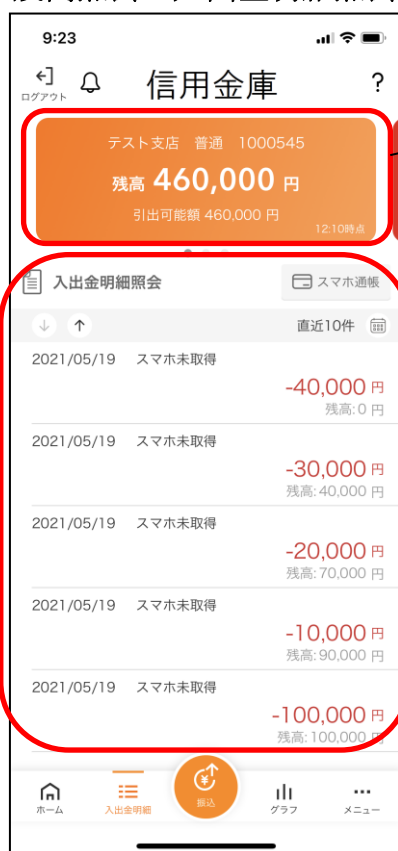 9:23
信用金庫
?
ログアウト
テスト支店 普通 1000545
残高 460,000 円
引出可能額 460,000 円
12:10時点
入出金明細照会
スマホ通帳
直近10件
2021/05/19 スマホ未取得
-40,000 円
残高:0 円
2021/05/19 スマホ未取得
-30,000 円
残高:40,000 円
2021/05/19 スマホ未取得
-20,000 円
残高:70,000 円
2021/05/19 スマホ未取得
-10,000 円
残高:90,000 円
2021/05/19 スマホ未取得
-100,000 円
残高:100,000 円
ホーム
入出金明細
振込
グラフ
メニュー